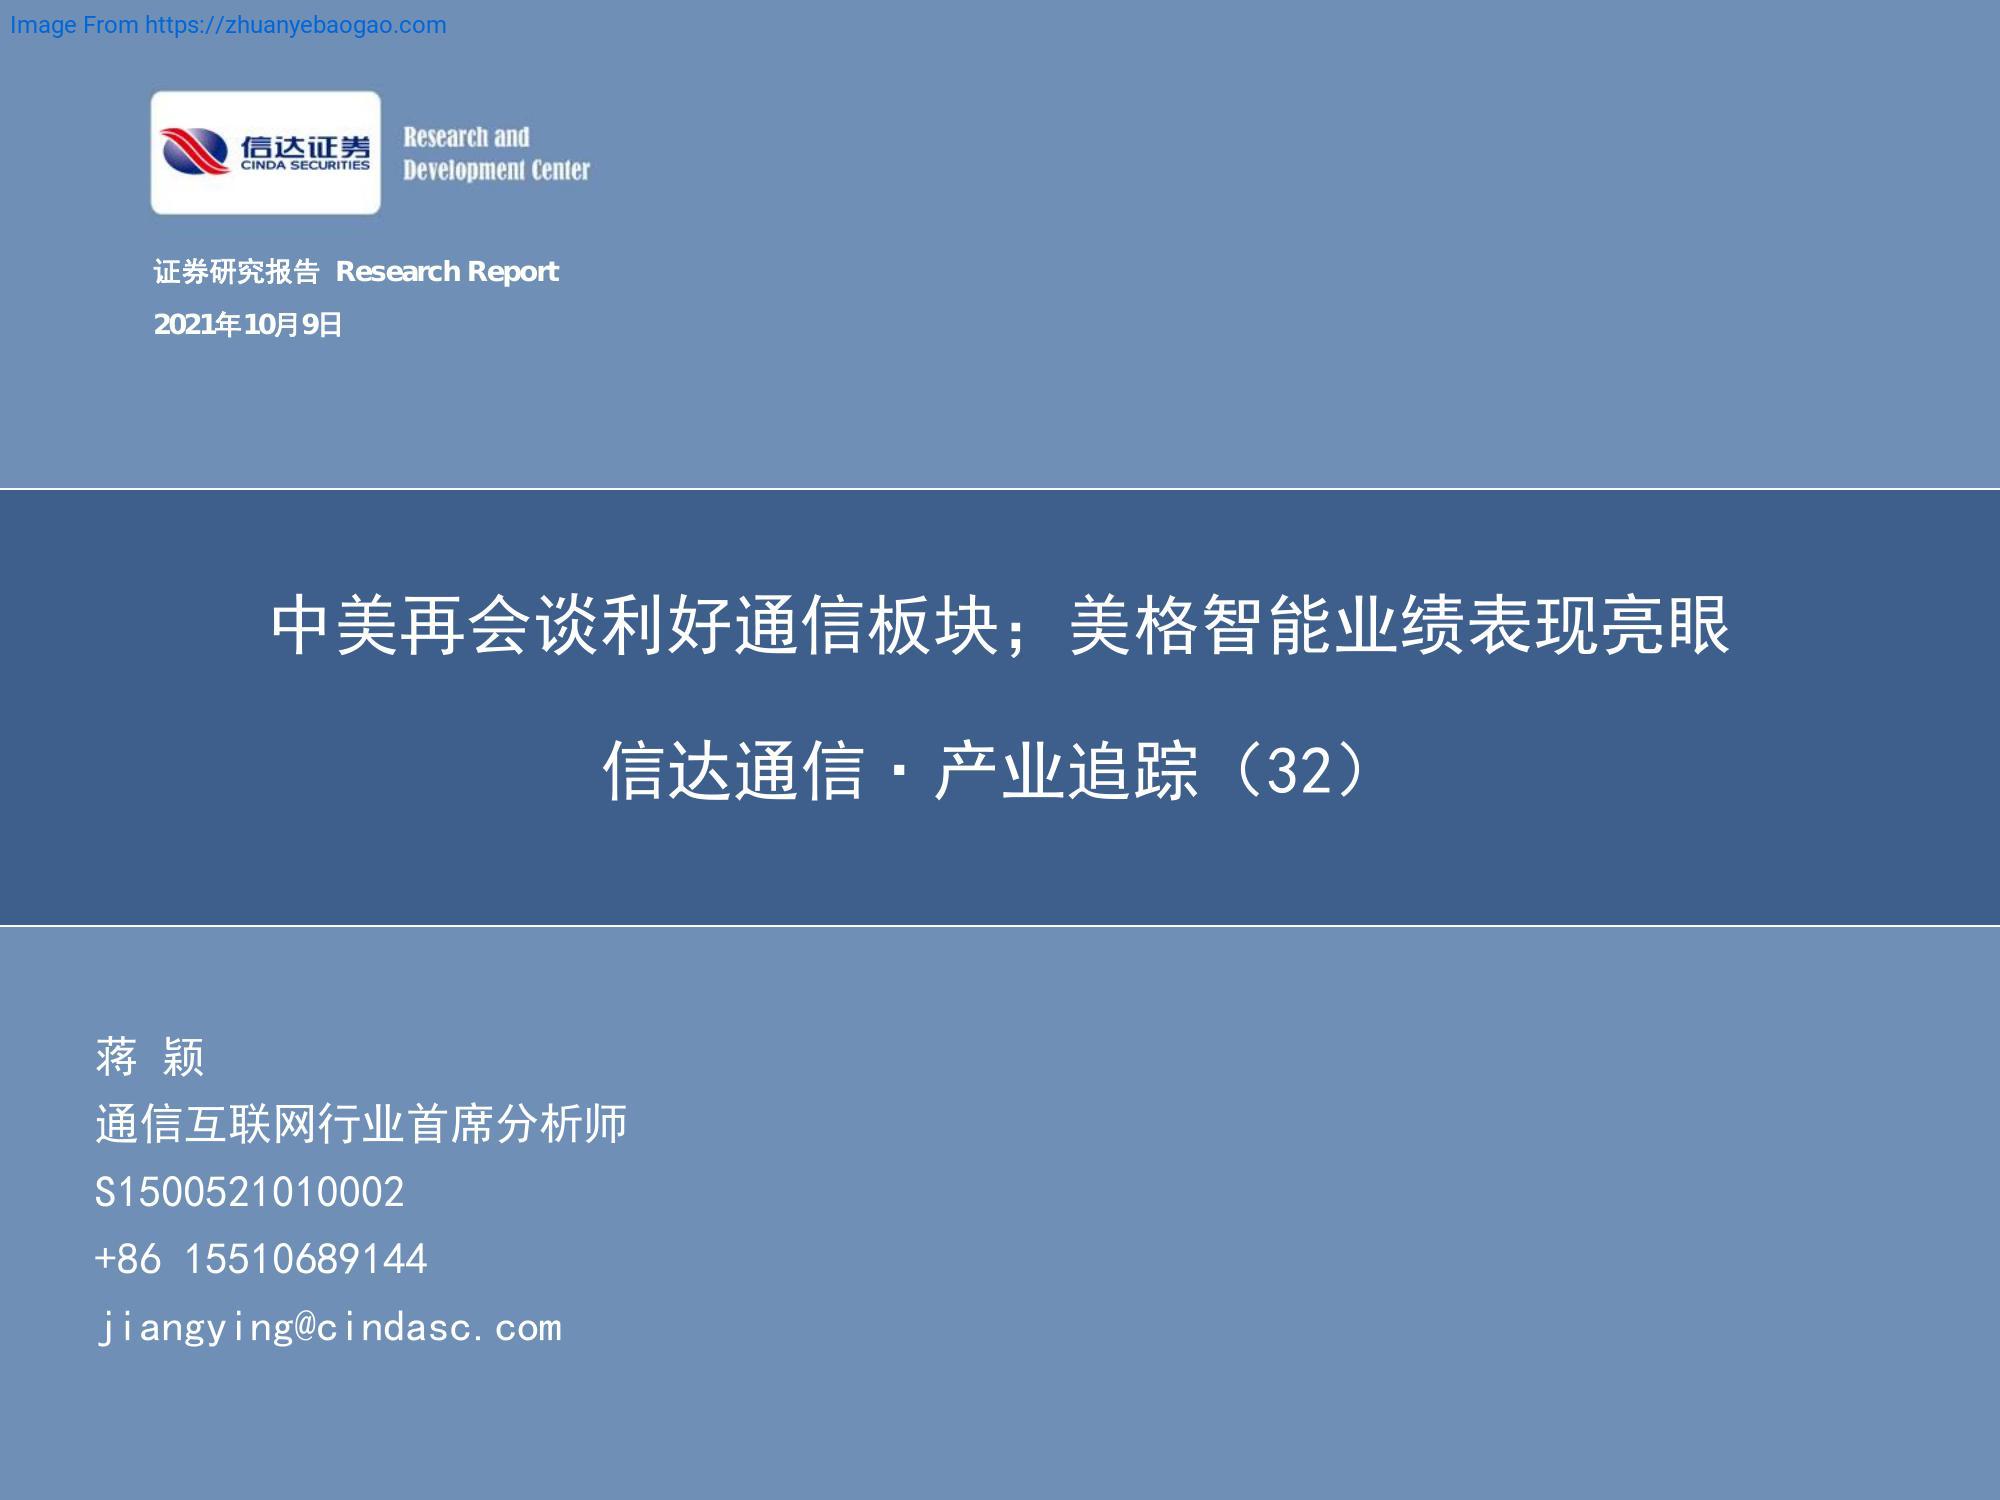 Image From https://zhuanyebaogao.com
信达证券
CINDA SECURITIES
Research and
Development Center
证券研究报告 Research Report
2021年10月9日
中美再会谈利好通信板块；美格智能业绩表现亮眼
信达通信·产业追踪（32）
蒋 颖
通信互联网行业首席分析师
S1500521010002
+86 15510689144
jiangying@cindasc.com